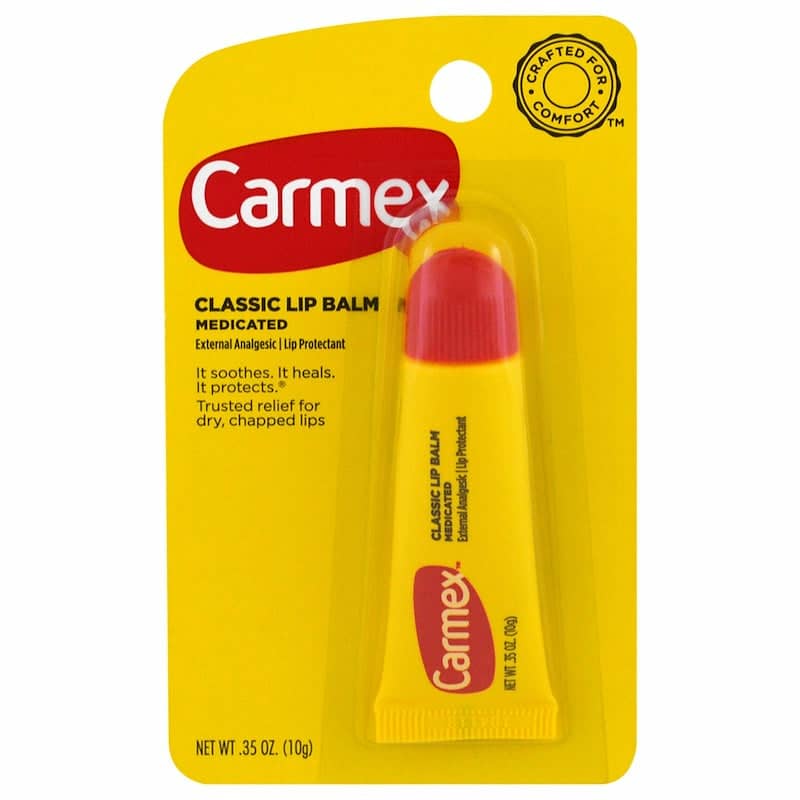 CRAFTED FOR
COMFORT
™
Carmex
CLASSIC LIP BALM
MEDICATED
External Analgesic | Lip Protectant
It soothes. It heals.
It protects.®
Trusted relief for
dry, chapped lips
NET WT .35 OZ. (10g)
CLASSIC LIP BALM
MEDICATED
External Analgesic | Lip Protectant
Carmex™
NET WT .35 OZ. (10g)